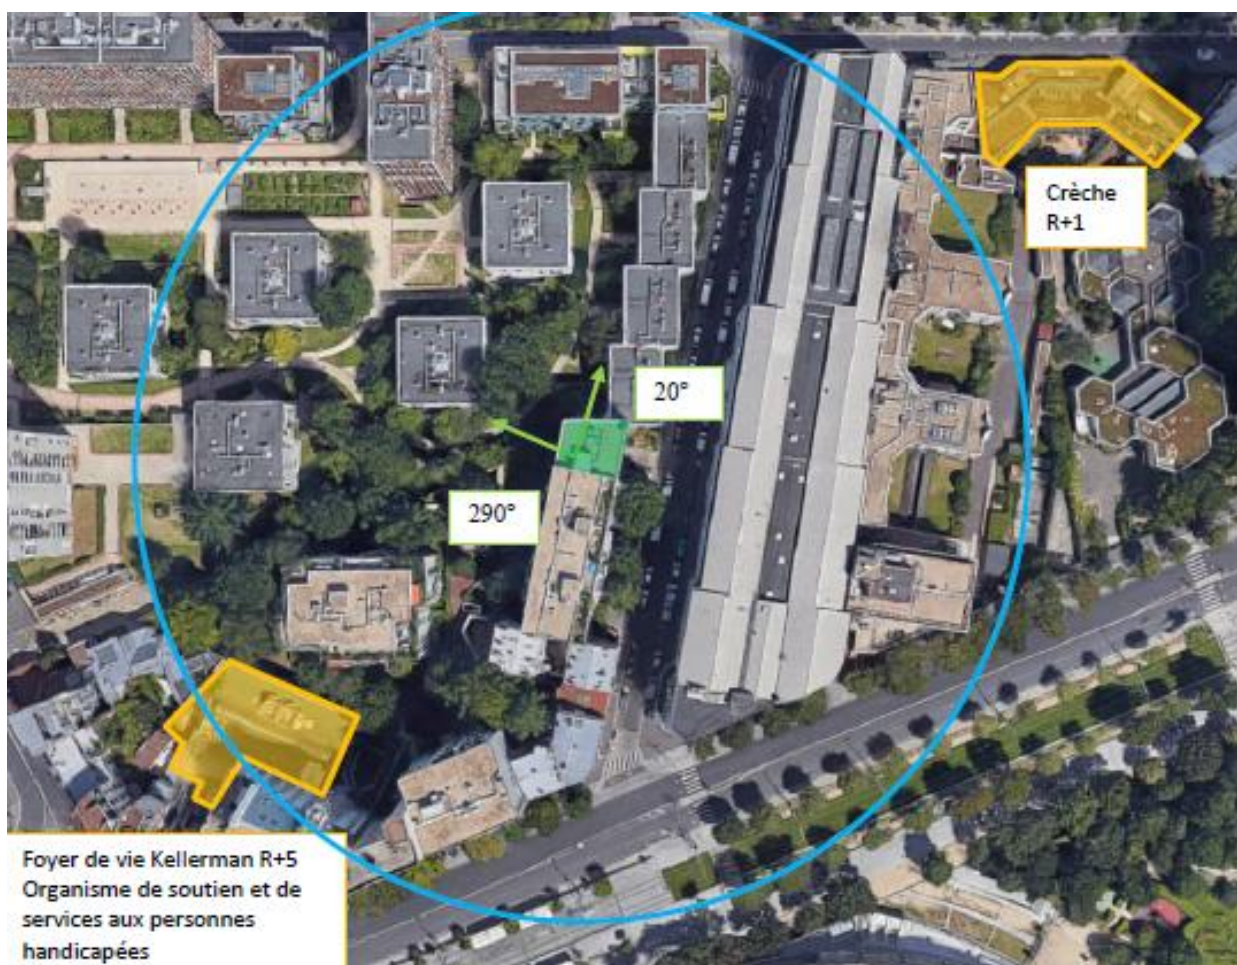 Crèche
R+1
20°
290°
Foyer de vie Kellerman R+5
Organisme de soutien et de
services aux personnes
handicapées